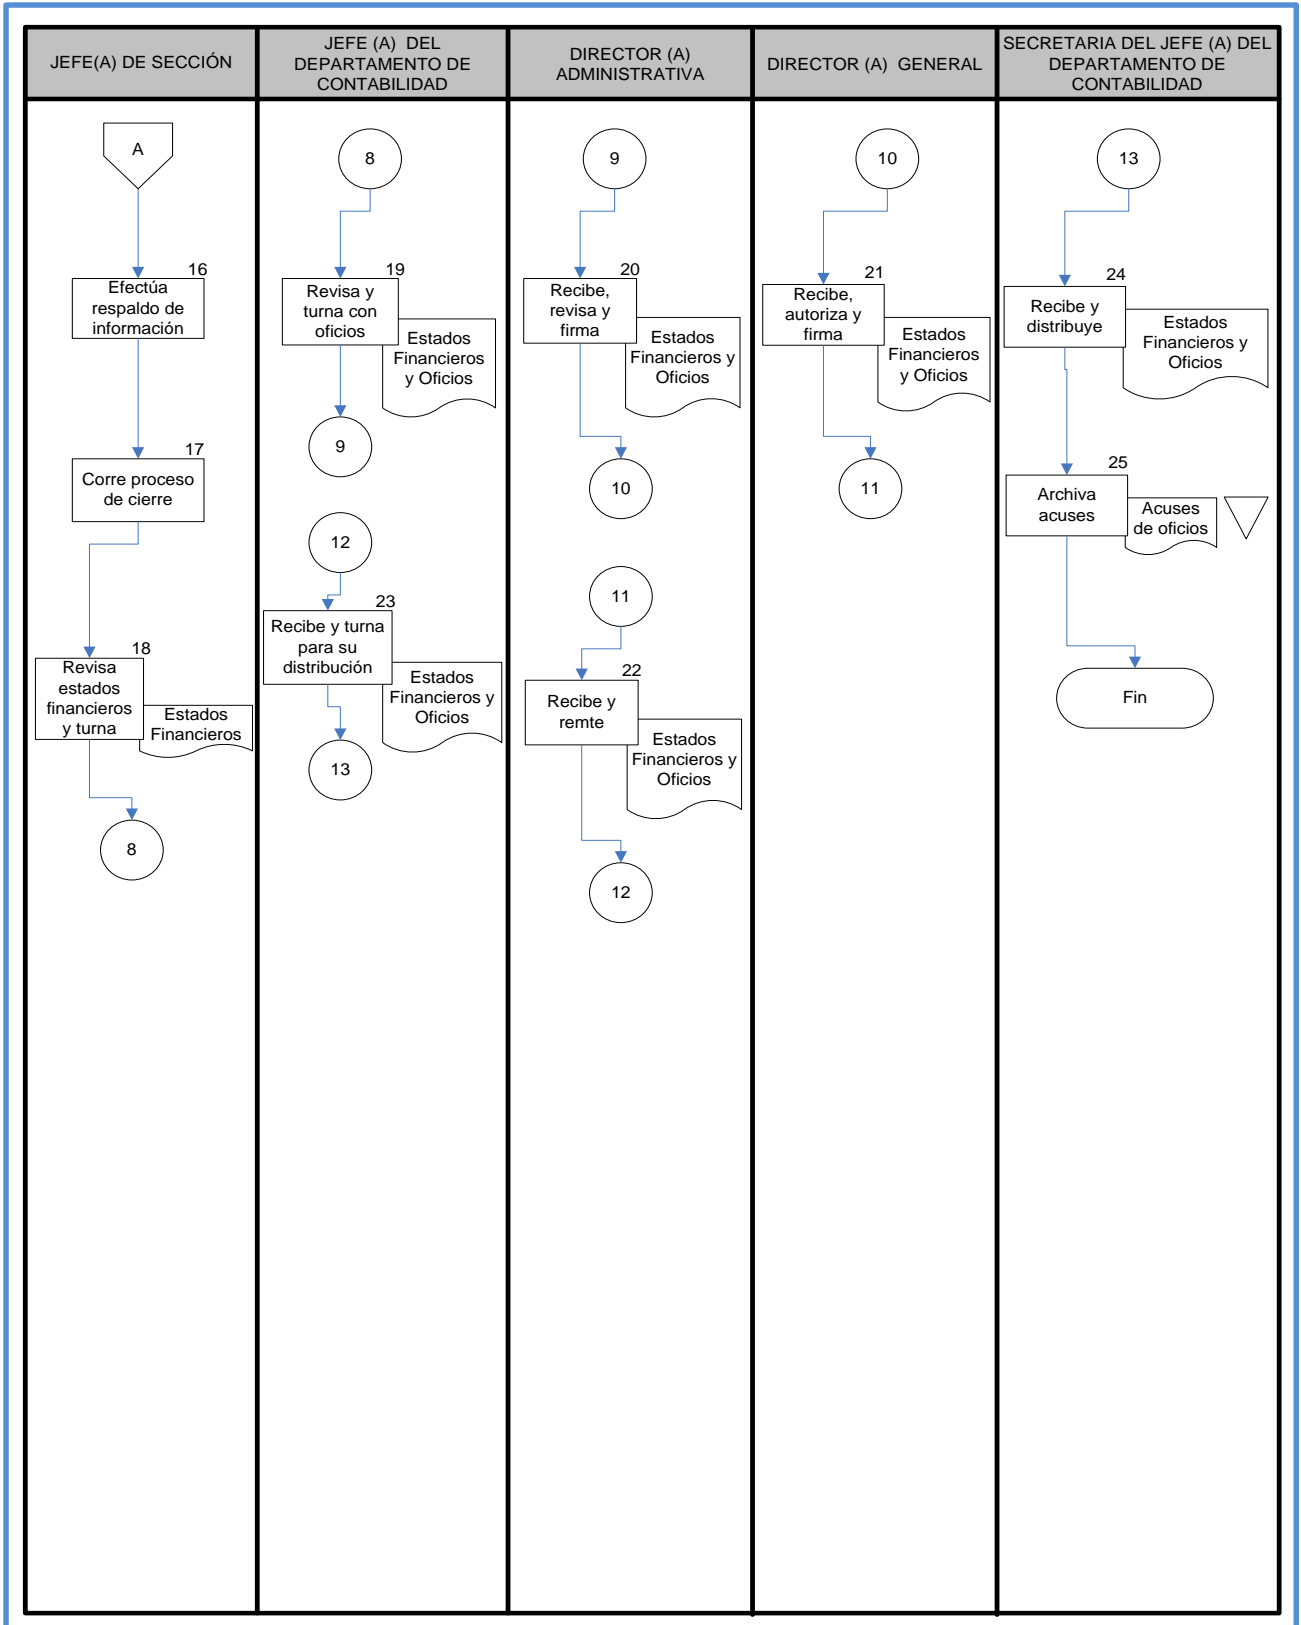 JEFE(A) DE SECCIÓN
JEFE (A) DEL
DEPARTAMENTO DE
CONTABILIDAD
DIRECTOR (A)
ADMINISTRATIVA
DIRECTOR (A) GENERAL
SECRETARIA DEL JEFE (A) DEL
DEPARTAMENTO DE
CONTABILIDAD
A
16
Efectúa
respaldo de
información
17
Corre proceso
de cierre
18
Revisa
estados
financieros
y turna
Estados
Financieros
8
8
19
Revisa y
turna con
oficios
Estados
Financieros
y Oficios
9
12
23
Recibe y turna
para su
distribución
Estados
Financieros y
Oficios
13
9
20
Recibe,
revisa y
firma
Estados
Financieros y
Oficios
10
11
22
Recibe y
remte
Estados
Financieros y
Oficios
12
10
21
Recibe,
autoriza y
firma
Estados
Financieros
y Oficios
11
13
24
Recibe y
distribuye
Estados
Financieros y
Oficios
25
Archiva
acuses
Acuses
de oficios
Fin